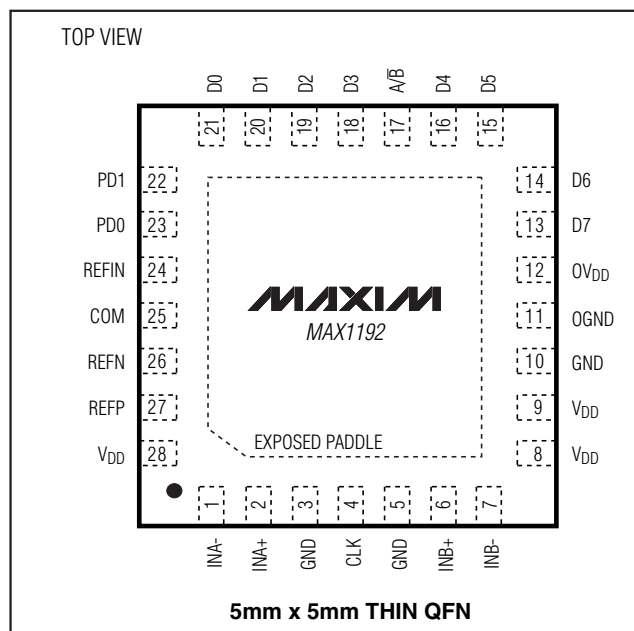 TOP VIEW
D0 D1 D2 D3 A/B̅ D4 D5
21 20 19 18 17 16 15
PD1 22
PD0 23
REFIN 24
COM 25
REFN 26
REFP 27
VDD 28
14 D6
13 D7
12 OVDD
11 OGND
10 GND
9 VDD
8 VDD
MAXIM
MAX1192
EXPOSED PADDLE
1 2 3 4 5 6 7
INA- INA+ GND CLK GND INB+ INB-
5mm x 5mm THIN QFN